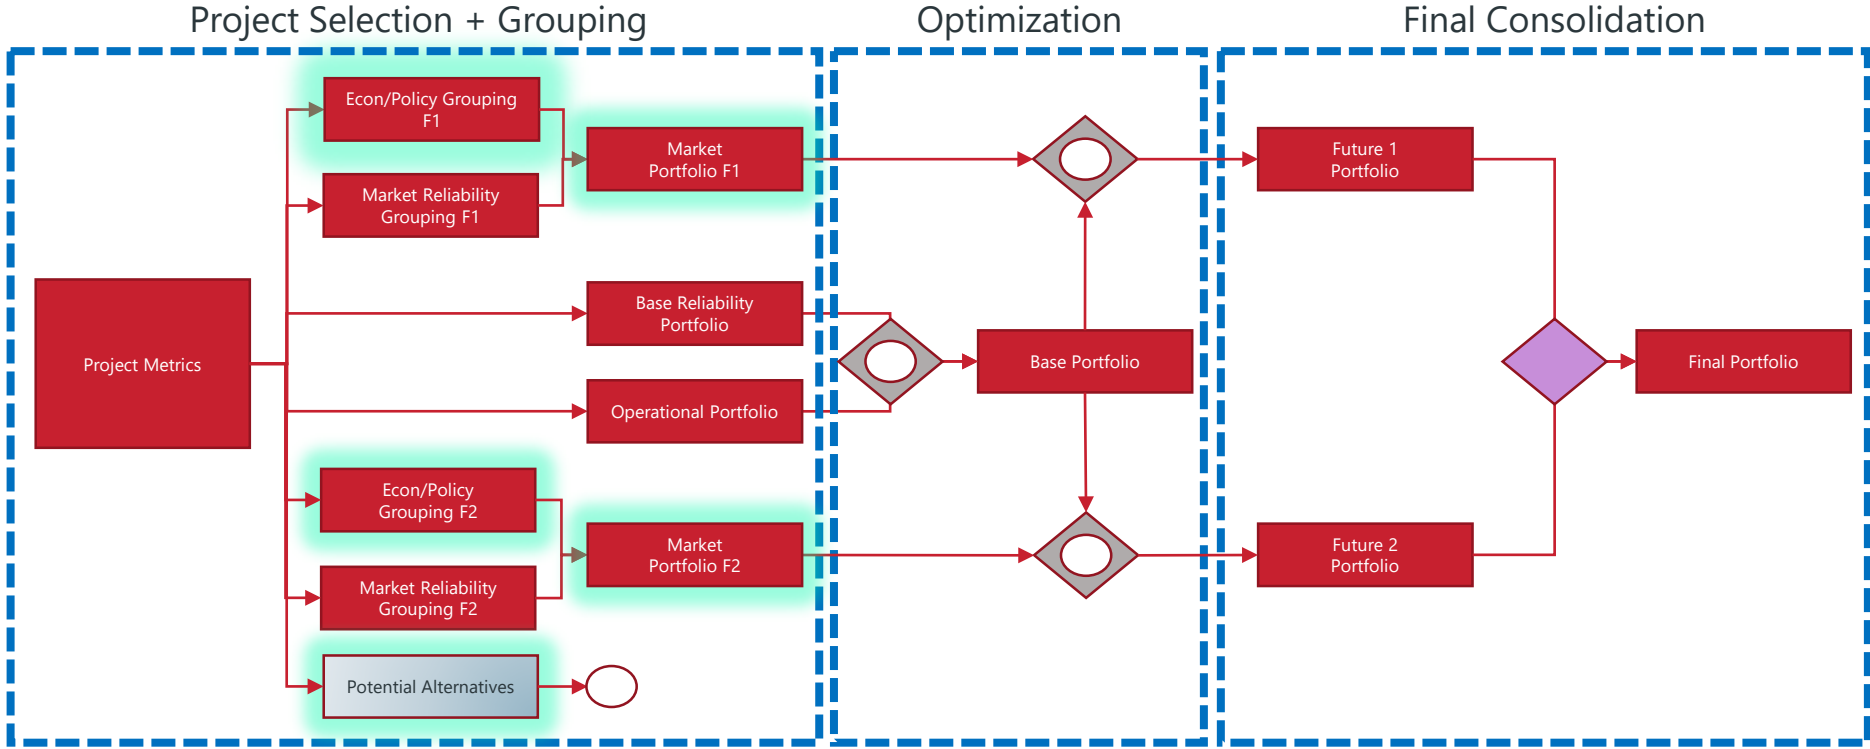 Project Selection + Grouping
Optimization
Final Consolidation
Econ/Policy Grouping
F1
Market Reliability
Grouping F1
Market
Portfolio F1
Future 1
Portfolio
Project Metrics
Base Reliability
Portfolio
Operational Portfolio
Base Portfolio
Final Portfolio
Econ/Policy
Grouping F2
Market Reliability
Grouping F2
Market
Portfolio F2
Future 2
Portfolio
Potential Alternatives